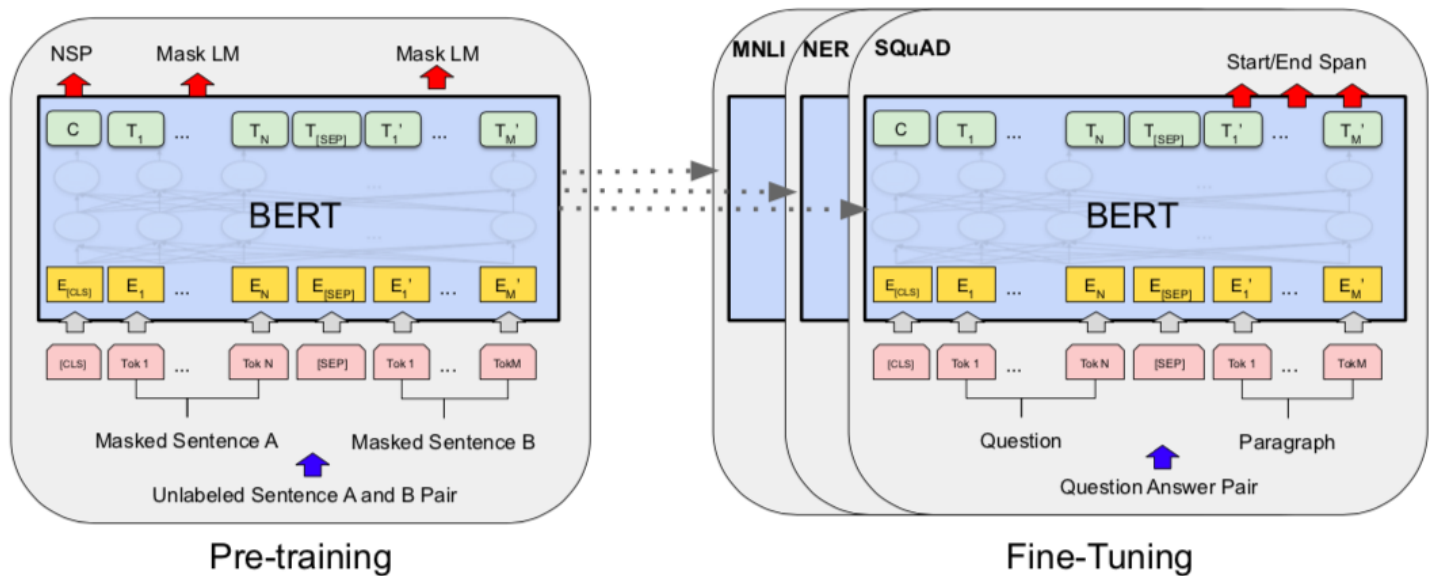 NSP Mask LM Mask LM
C T1 ... TN T[SEP] T1' ... TM'
...
BERT
...
E[CLS] E1 ... EN E[SEP] E1' ... EM'
[CLS] Tok 1 ... Tok N [SEP] Tok 1 ... TokM
Masked Sentence A Masked Sentence B
Unlabeled Sentence A and B Pair
Pre-training
MNLI NER SQuAD
Start/End Span
C T1 ... TN T[SEP] T1' ... TM'
...
BERT
...
E[CLS] E1 ... EN E[SEP] E1' ... EM'
[CLS] Tok 1 ... Tok N [SEP] Tok 1 ... TokM
Question Paragraph
Question Answer Pair
Fine-Tuning